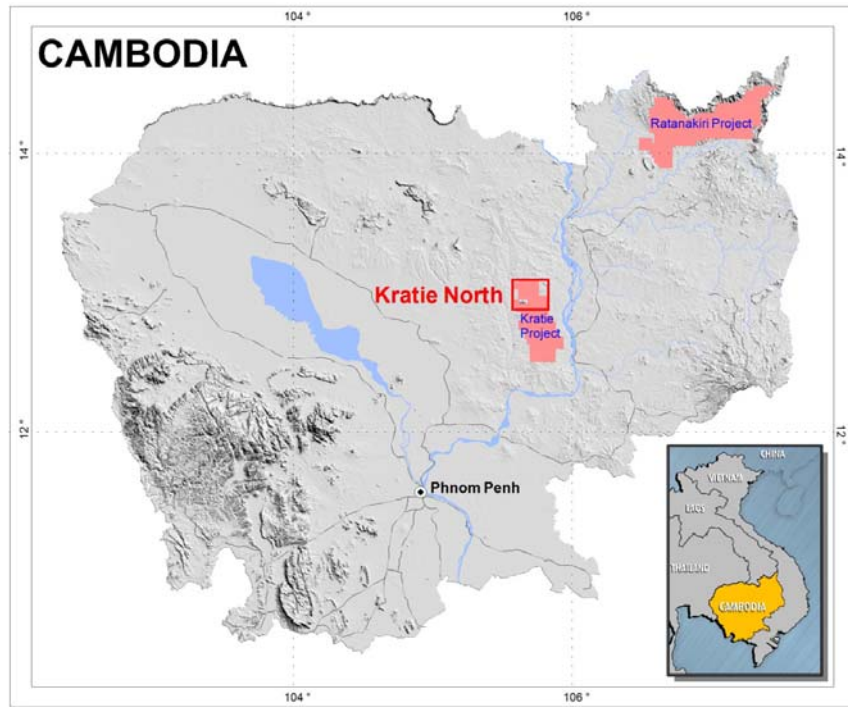 104 °
106 °
CAMBODIA
Ratanakiri Project
14 °
14 °
Kratie North
Kratie
Project
12 °
12 °
Phnom Penh
CHINA
VIETNAM
LAOS
THAILAND
CAMBODIA
104 °
106 °